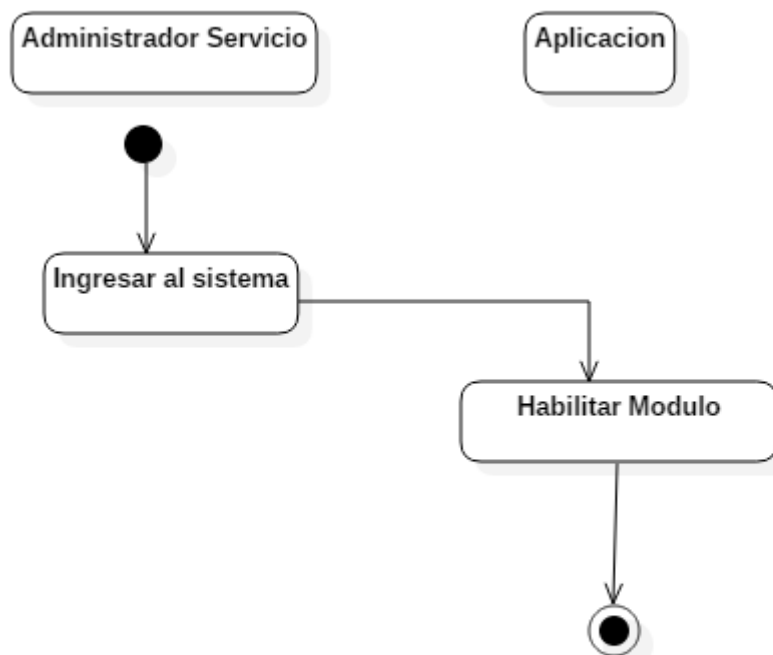 Administrador Servicio
Aplicacion
Ingresar al sistema
Habilitar Modulo